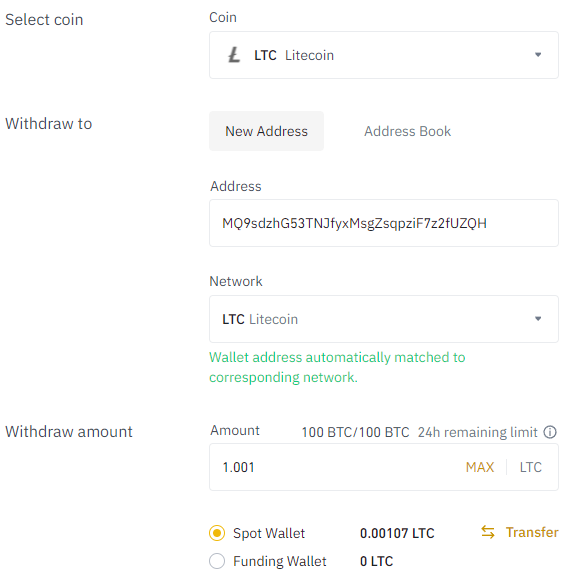 Select coin
Coin
LTC Litecoin
Withdraw to
New Address
Address Book
Address
MQ9sdzhG53TNJfyxMsgZsqpziF7z2fUZQH
Network
LTC Litecoin
Wallet address automatically matched to
corresponding network.
Withdraw amount
Amount
100 BTC/100 BTC 24h remaining limit
1.001
MAX
LTC
Spot Wallet
0.00107 LTC
Transfer
Funding Wallet
0 LTC